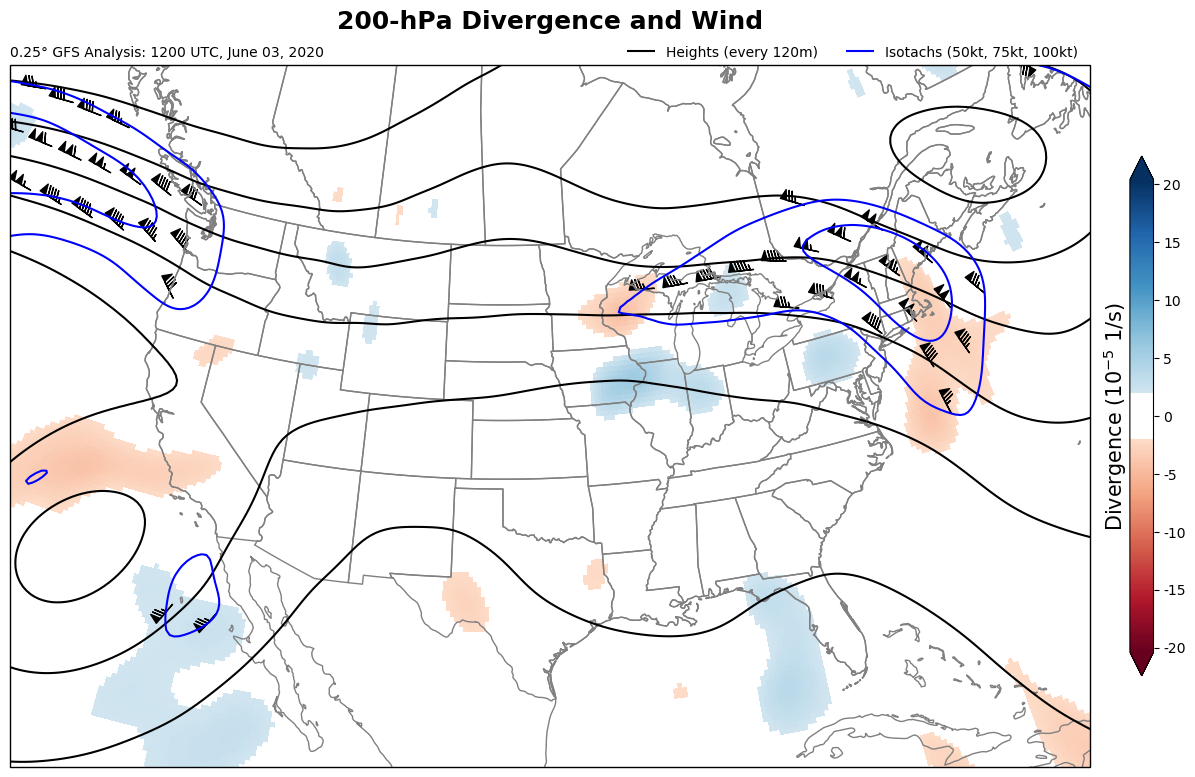 200-hPa Divergence and Wind
0.25° GFS Analysis: 1200 UTC, June 03, 2020
Heights (every 120m)
Isotachs (50kt, 75kt, 100kt)
20
15
10
5
0
-5
-10
-15
-20
Divergence (10⁻⁵ 1/s)